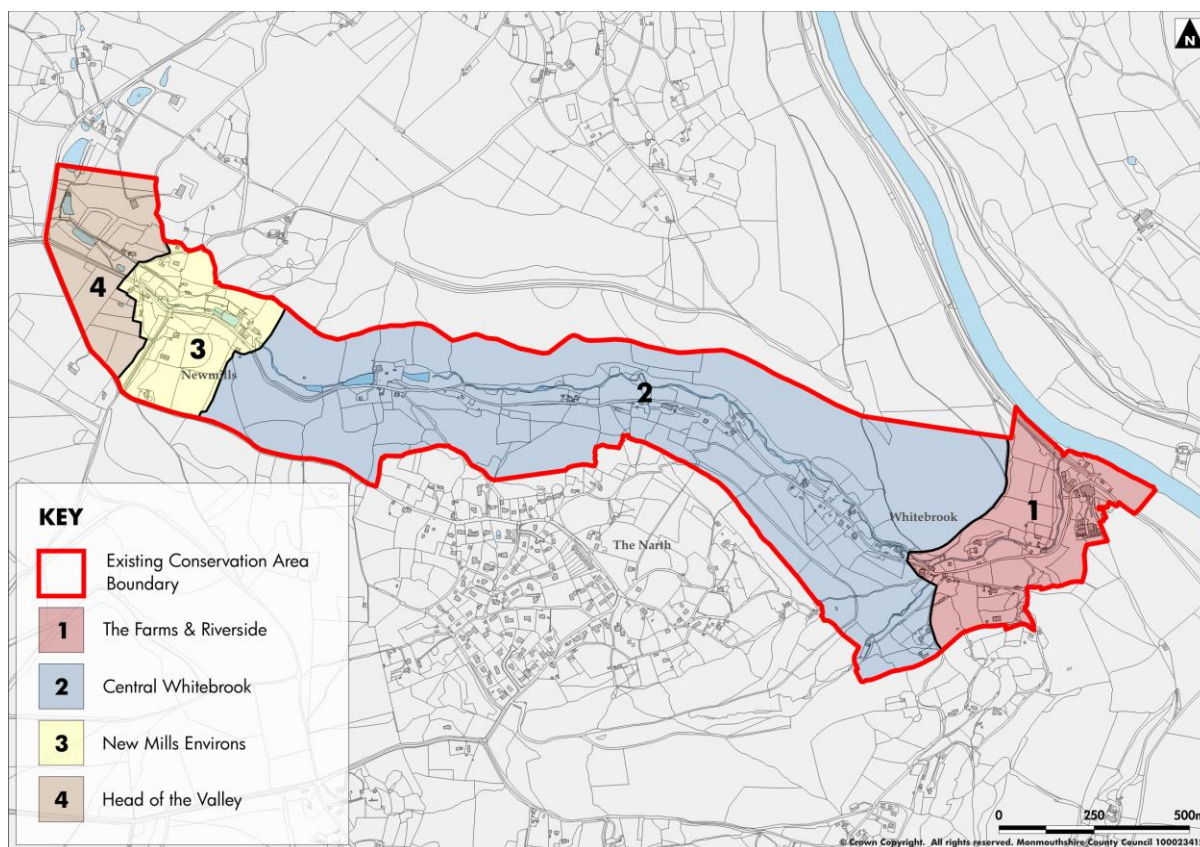 N
4
3
Newmills
2
Whitebrook
1
The Narth
KEY
Existing Conservation Area
Boundary
1 The Farms & Riverside
2 Central Whitebrook
3 New Mills Environs
4 Head of the Valley
0 250 500m
© Crown Copyright. All rights reserved. Monmouthshire County Council 10002341